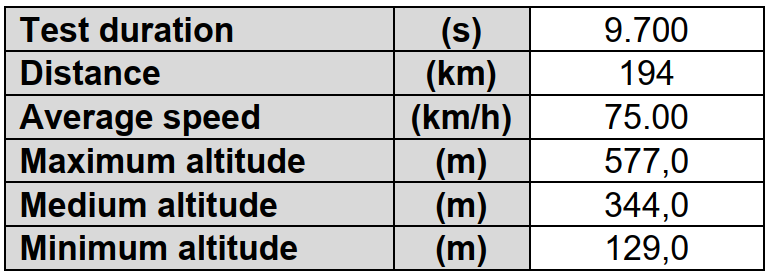 Test duration (s) 9.700
Distance (km) 194
Average speed (km/h) 75.00
Maximum altitude (m) 577,0
Medium altitude (m) 344,0
Minimum altitude (m) 129,0